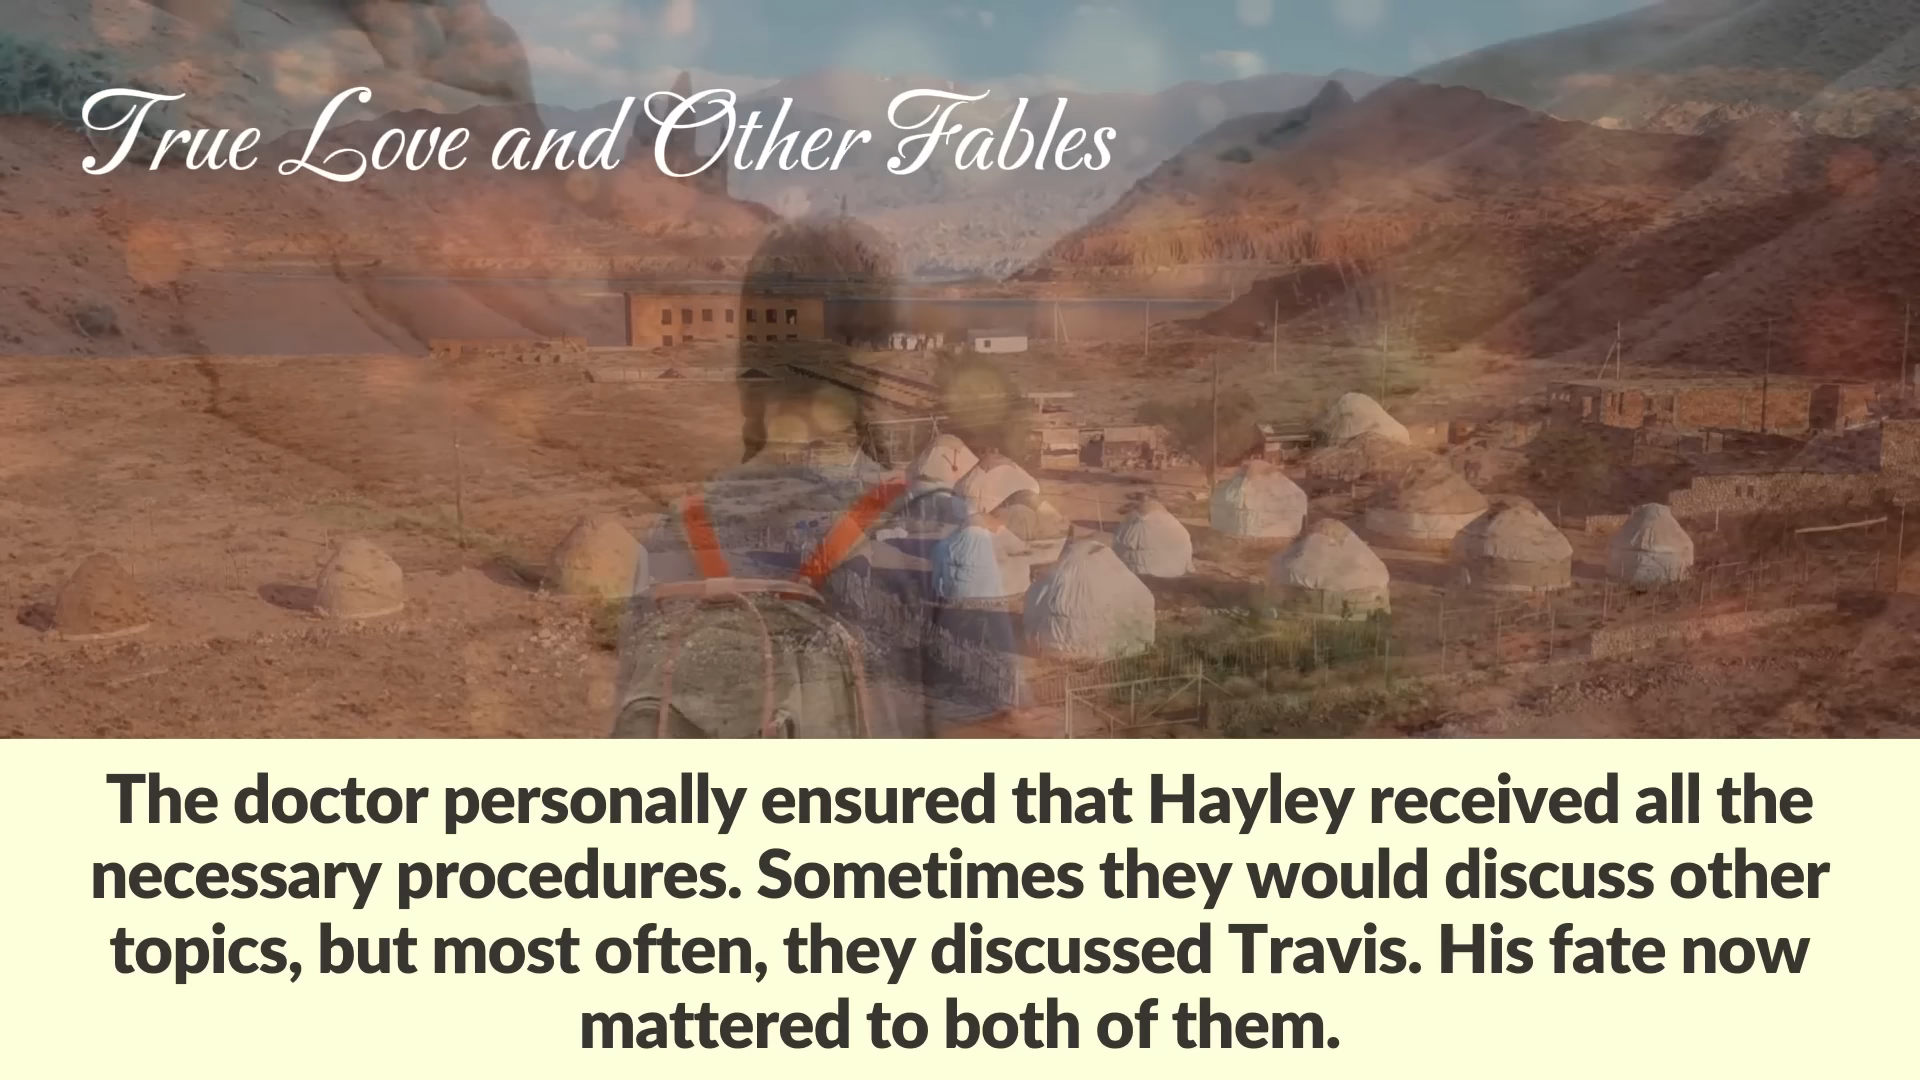 True Love and Other Fables
The doctor personally ensured that Hayley received all the
necessary procedures. Sometimes they would discuss other
topics, but most often, they discussed Travis. His fate now
mattered to both of them.